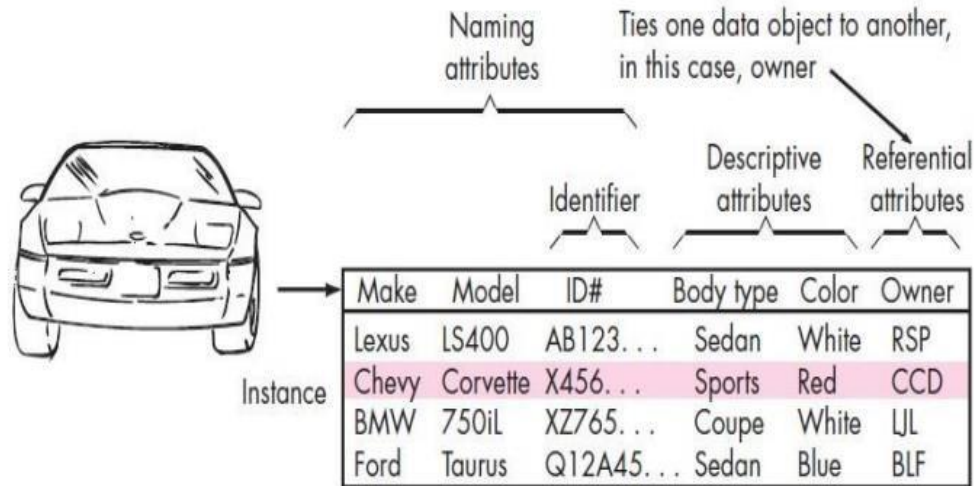 Naming
attributes
Ties one data object to another,
in this case, owner
Identifier
Descriptive
attributes
Referential
attributes
Make Model ID# Body type Color Owner
Lexus LS400 AB123. . . Sedan White RSP
Instance
Chevy Corvette X456. . . Sports Red CCD
BMW 750iL XZ765. . . Coupe White LJL
Ford Taurus Q12A45. . . Sedan Blue BLF